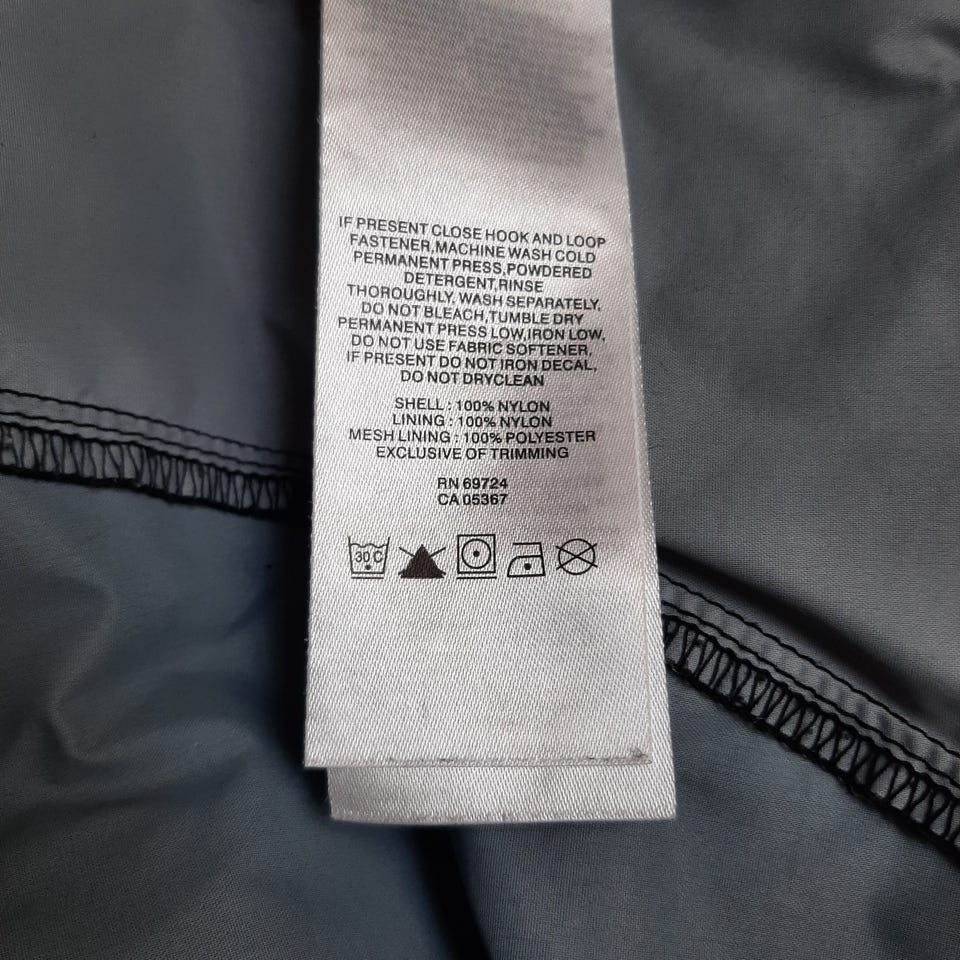 IF PRESENT CLOSE HOOK AND LOOP
FASTENER,MACHINE WASH COLD
PERMANENT PRESS,POWDERED
DETERGENT,RINSE
THOROUGHLY, WASH SEPARATELY,
DO NOT BLEACH,TUMBLE DRY
PERMANENT PRESS LOW,IRON LOW,
DO NOT USE FABRIC SOFTENER,
IF PRESENT DO NOT IRON DECAL,
DO NOT DRYCLEAN
SHELL : 100% NYLON
LINING : 100% NYLON
MESH LINING : 100% POLYESTER
EXCLUSIVE OF TRIMMING
RN 69724
CA 05367
30 C